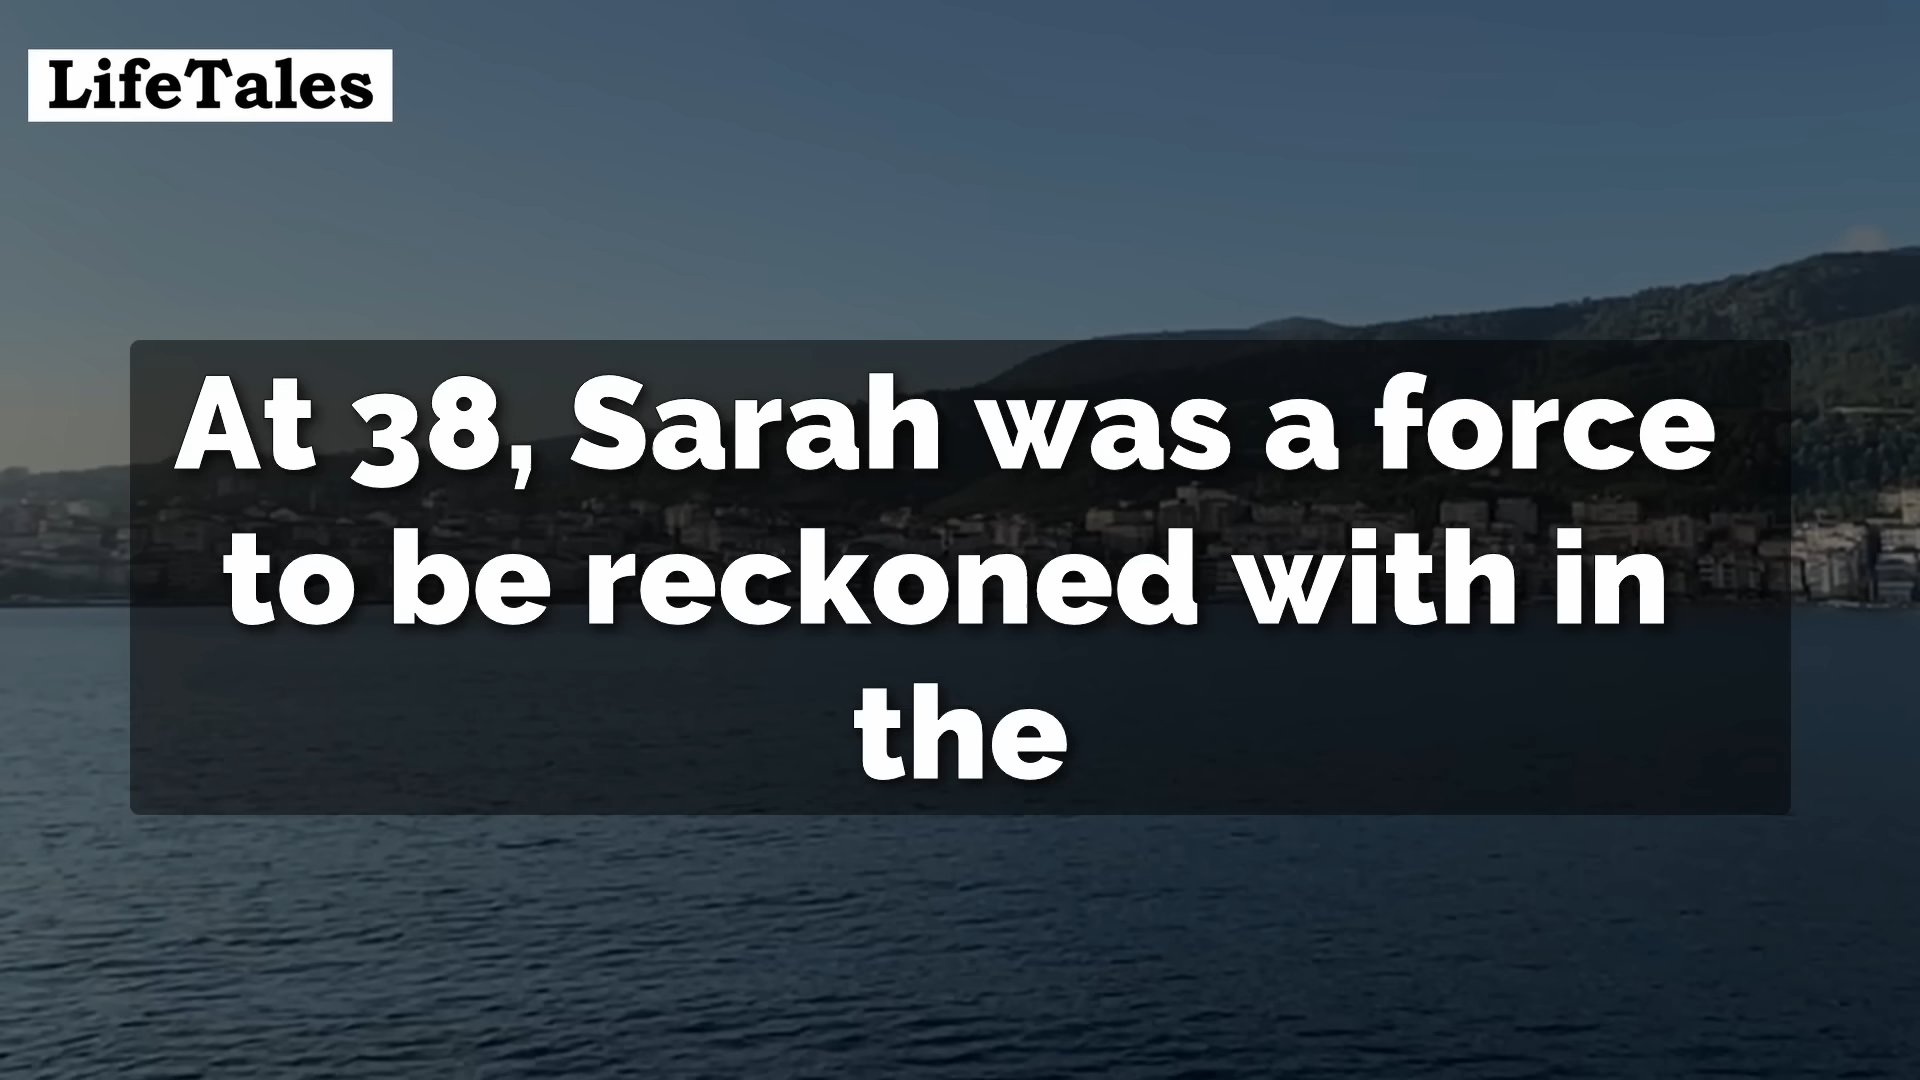 LifeTales
At 38, Sarah was a force
to be reckoned with in
the